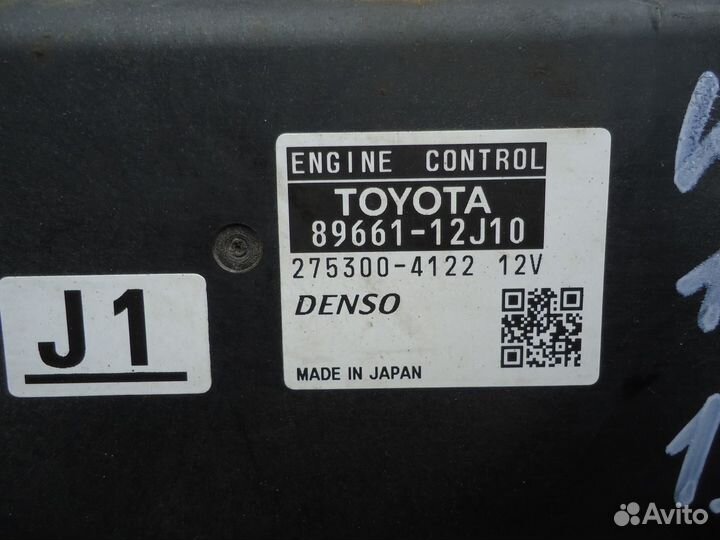 ENGINE CONTROL
TOYOTA
89661-12J10
275300-4122 12V
DENSO
MADE IN JAPAN
J1
Avito